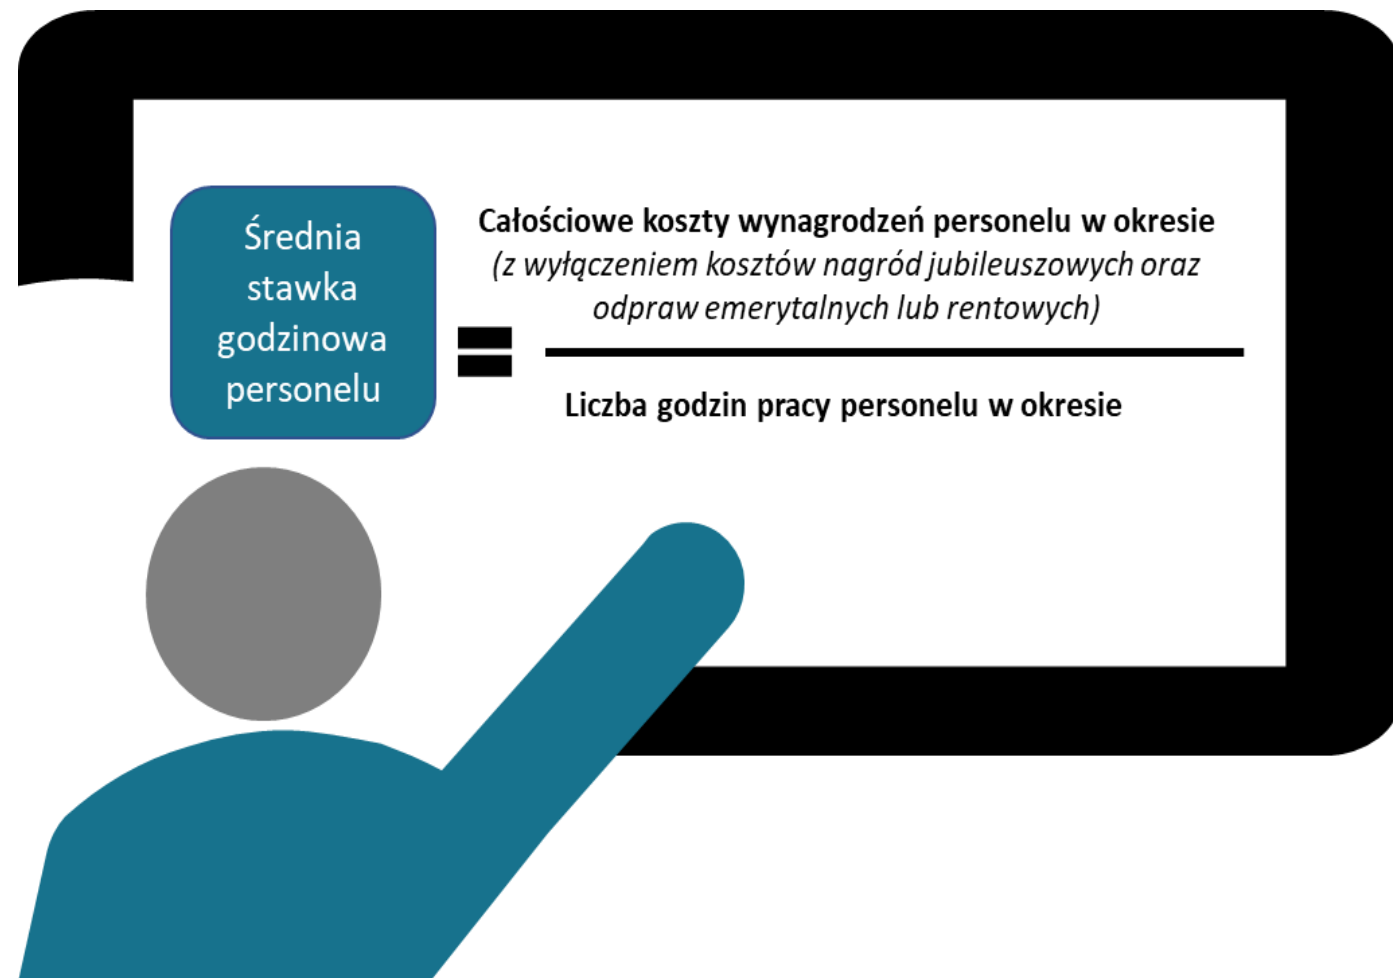 Średnia
stawka
godzinowa
personelu
=
Całościowe koszty wynagrodzeń personelu w okresie
(z wyłączeniem kosztów nagród jubileuszowych oraz
odpraw emerytalnych lub rentowych)
Liczba godzin pracy personelu w okresie